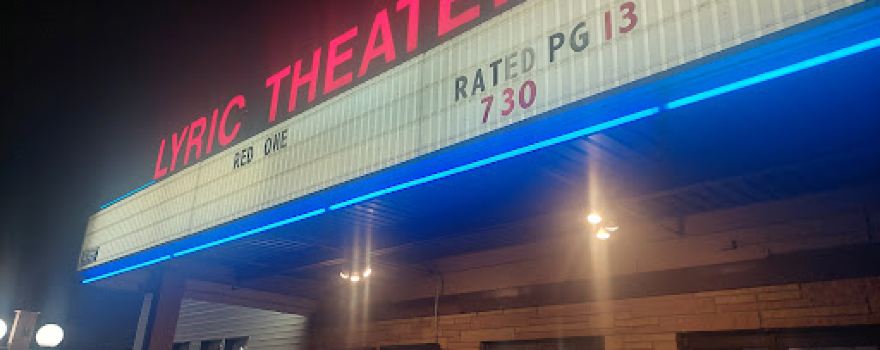 LYRIC THEATER
RED ONE
RATED PG 13
730